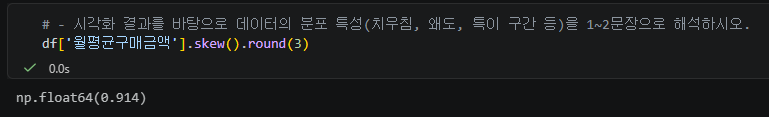 # - 시각화 결과를 바탕으로 데이터의 분포 특성(치우침, 왜도, 특이 구간 등)을 1~2문장으로 해석하시오.
df['월평균구매금액'].skew().round(3)
✓ 0.0s
np.float64(0.914)